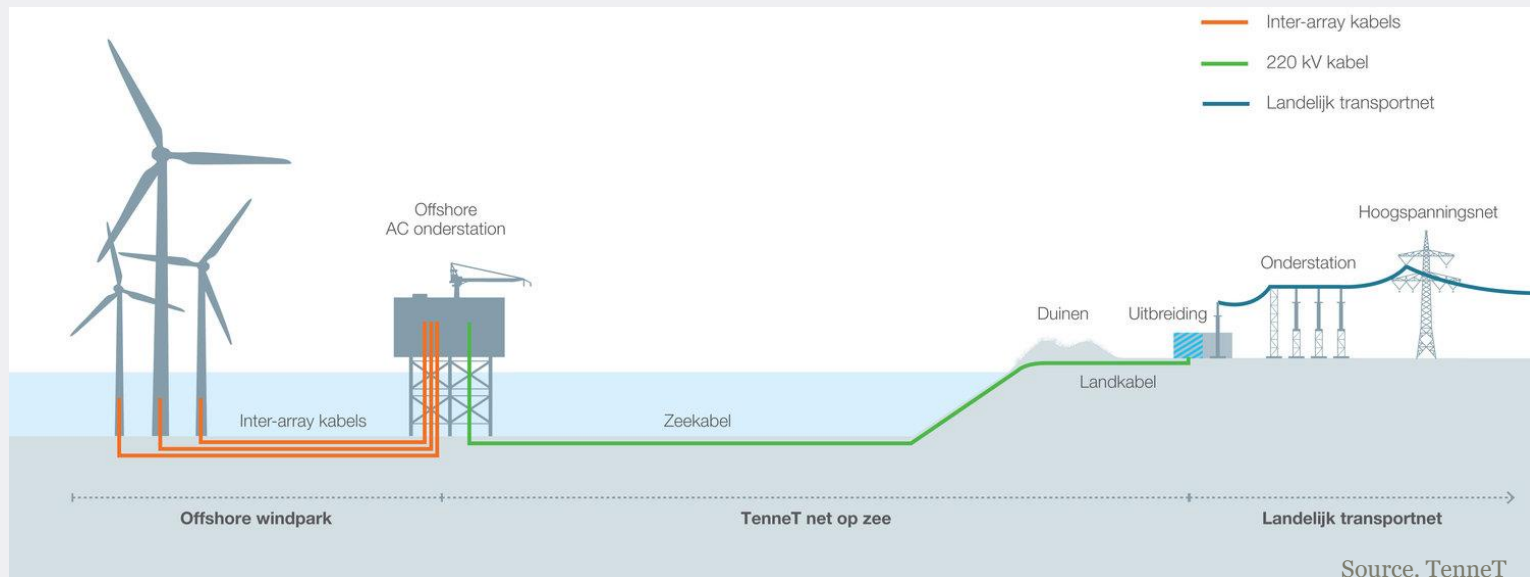 Inter-array kabels
220 kV kabel
Landelijk transportnet
Offshore
AC onderstation
Hoogspanningsnet
Onderstation
Duinen
Uitbreiding
Landkabel
Inter-array kabels
Zeekabel
Offshore windpark
TenneT net op zee
Landelijk transportnet
Source. TenneT